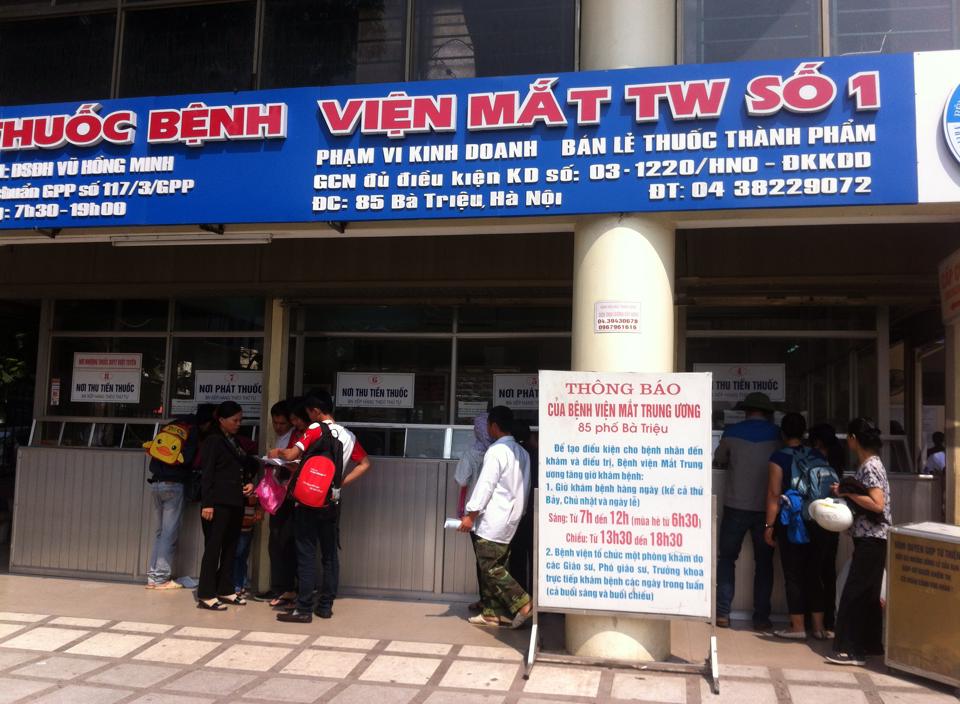 THUỐC BỆNH VIỆN MẮT TW SỐ 1
DSĐH VŨ HỒNG MINH
chuẩn GPP số 117/3/GPP
7h30-19h00
PHẠM VI KINH DOANH BÁN LẺ THUỐC THÀNH PHẨM
GCN đủ điều kiện KD số: 03-1220/HNO - ĐKKDD
ĐC: 85 Bà Triệu, Hà Nội ĐT: 04 38229072
04.39430679
0967961616
NƠI THU TIỀN THUỐC
7
NƠI PHÁT THUỐC
6
NƠI THU TIỀN THUỐC
NƠI
4
THÔNG BÁO
CỦA BỆNH VIỆN MẮT TRUNG ƯƠNG
85 phố Bà Triệu
Để tạo điều kiện cho bệnh nhân đến
khám và điều trị, Bệnh viện Mắt Trung
ương tăng giờ khám bệnh:
1. Giờ khám bệnh hàng ngày (kể cả thứ
Bảy, Chủ nhật và ngày lễ)
Sáng: Từ 7h đến 12h (mùa hè từ 6h30)
Chiều: Từ 13h30 đến 18h30
2. Bệnh viện tổ chức một phòng khám do
các Giáo sư, Phó giáo sư, Trưởng khoa
trực tiếp khám bệnh các ngày trong tuần
(cả buổi sáng và buổi chiều)